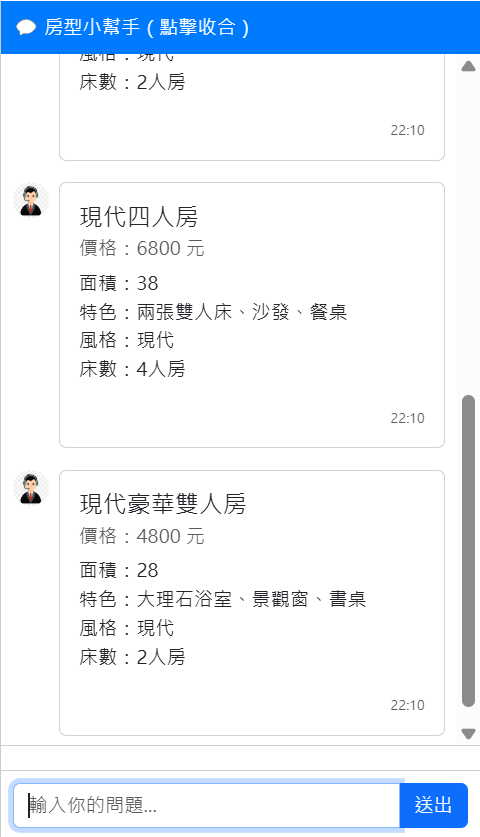 房型小幫手（點擊收合）
風格：現代
床數：2人房
22:10
現代四人房
價格：6800 元
面積：38
特色：兩張雙人床、沙發、餐桌
風格：現代
床數：4人房
22:10
現代豪華雙人房
價格：4800 元
面積：28
特色：大理石浴室、景觀窗、書桌
風格：現代
床數：2人房
22:10
輸入你的問題... 送出